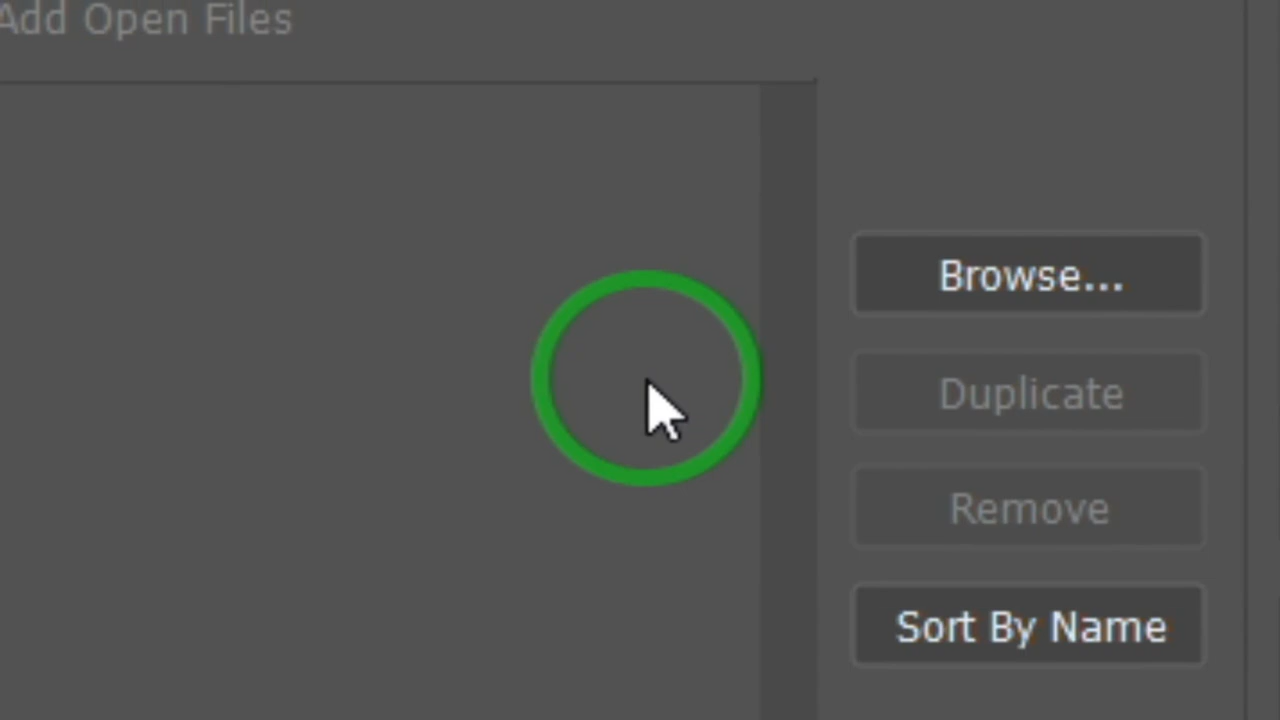 Add Open Files
Browse...
Duplicate
Remove
Sort By Name